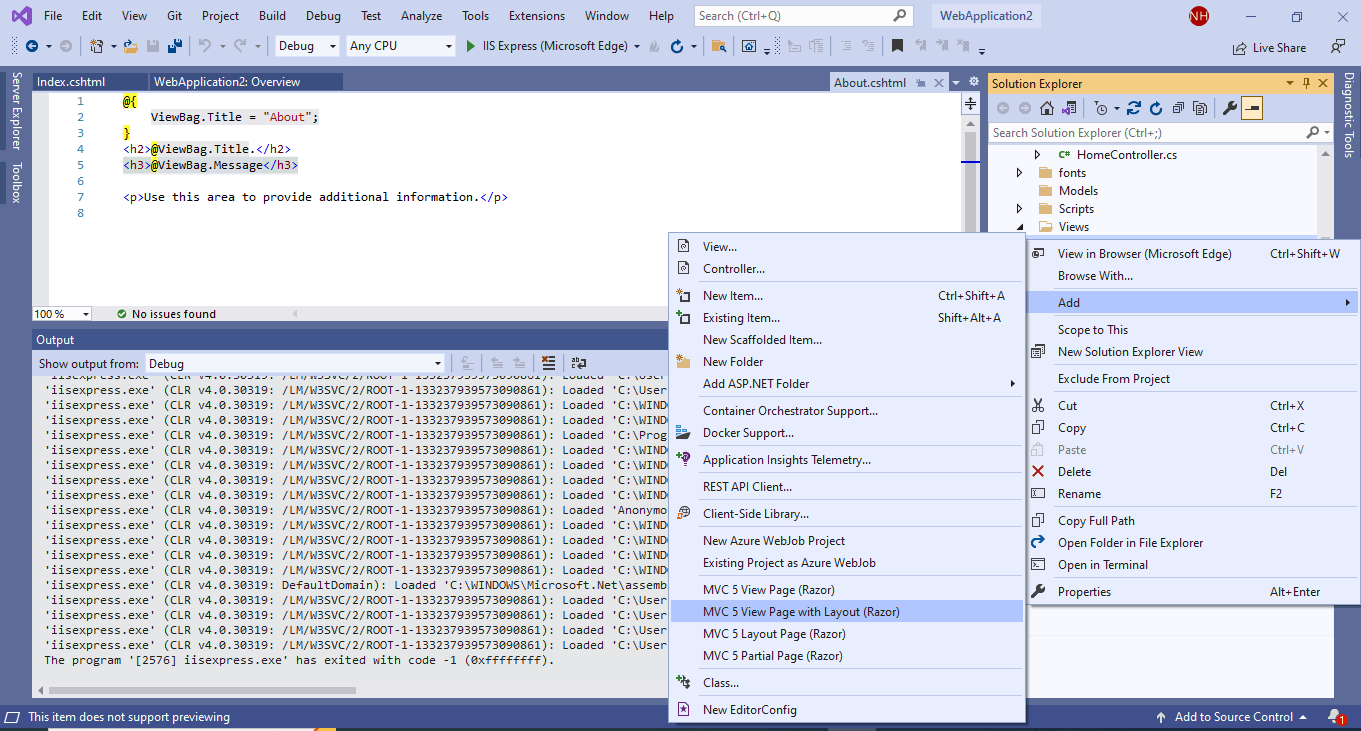 File Edit View Git Project Build Debug Test Analyze Tools Extensions Window Help Search (Ctrl+Q) WebApplication2 NH
Debug Any CPU IIS Express (Microsoft Edge) Live Share
Server Explorer
Toolbox
Index.cshtml WebApplication2: Overview About.cshtml
1 @{
2 ViewBag.Title = "About";
3 }
4 <h2>@ViewBag.Title.</h2>
5 <h3>@ViewBag.Message</h3>
6
7 <p>Use this area to provide additional information.</p>
8
100 % No issues found
Output
Show output from: Debug
'iisexpress.exe' (CLR v4.0.30319: /LM/W3SVC/2/ROOT-1-133237939573090861): Loaded 'C:\User
'iisexpress.exe' (CLR v4.0.30319: /LM/W3SVC/2/ROOT-1-133237939573090861): Loaded 'C:\User
'iisexpress.exe' (CLR v4.0.30319: /LM/W3SVC/2/ROOT-1-133237939573090861): Loaded 'C:\WIND
'iisexpress.exe' (CLR v4.0.30319: /LM/W3SVC/2/ROOT-1-133237939573090861): Loaded 'C:\WIND
'iisexpress.exe' (CLR v4.0.30319: /LM/W3SVC/2/ROOT-1-133237939573090861): Loaded 'C:\Prog
'iisexpress.exe' (CLR v4.0.30319: /LM/W3SVC/2/ROOT-1-133237939573090861): Loaded 'C:\WIND
'iisexpress.exe' (CLR v4.0.30319: /LM/W3SVC/2/ROOT-1-133237939573090861): Loaded 'C:\WIND
'iisexpress.exe' (CLR v4.0.30319: /LM/W3SVC/2/ROOT-1-133237939573090861): Loaded 'C:\WIND
'iisexpress.exe' (CLR v4.0.30319: /LM/W3SVC/2/ROOT-1-133237939573090861): Loaded 'C:\WIND
'iisexpress.exe' (CLR v4.0.30319: /LM/W3SVC/2/ROOT-1-133237939573090861): Loaded 'Anonymo
'iisexpress.exe' (CLR v4.0.30319: /LM/W3SVC/2/ROOT-1-133237939573090861): Loaded 'C:\WIND
'iisexpress.exe' (CLR v4.0.30319: /LM/W3SVC/2/ROOT-1-133237939573090861): Loaded 'C:\WIND
'iisexpress.exe' (CLR v4.0.30319: /LM/W3SVC/2/ROOT-1-133237939573090861): Loaded 'C:\WIND
'iisexpress.exe' (CLR v4.0.30319: /LM/W3SVC/2/ROOT-1-133237939573090861): Loaded 'C:\WIND
'iisexpress.exe' (CLR v4.0.30319: DefaultDomain): Loaded 'C:\WINDOWS\Microsoft.Net\assemb
'iisexpress.exe' (CLR v4.0.30319: /LM/W3SVC/2/ROOT-1-133237939573090861): Loaded 'C:\User
'iisexpress.exe' (CLR v4.0.30319: /LM/W3SVC/2/ROOT-1-133237939573090861): Loaded 'C:\User
'iisexpress.exe' (CLR v4.0.30319: /LM/W3SVC/2/ROOT-1-133237939573090861): Loaded 'C:\User
'iisexpress.exe' (CLR v4.0.30319: /LM/W3SVC/2/ROOT-1-133237939573090861): Loaded 'C:\User
The program '[2576] iisexpress.exe' has exited with code -1 (0xffffffff).
View...
Controller...
New Item... Ctrl+Shift+A
Existing Item... Shift+Alt+A
New Scaffolded Item...
New Folder
Add ASP.NET Folder
Container Orchestrator Support...
Docker Support...
Application Insights Telemetry...
REST API Client...
Client-Side Library...
New Azure WebJob Project
Existing Project as Azure WebJob
MVC 5 View Page (Razor)
MVC 5 View Page with Layout (Razor)
MVC 5 Layout Page (Razor)
MVC 5 Partial Page (Razor)
Class...
New EditorConfig
Solution Explorer
Search Solution Explorer (Ctrl+;)
C# HomeController.cs
fonts
Models
Scripts
Views
View in Browser (Microsoft Edge) Ctrl+Shift+W
Browse With...
Add
Scope to This
New Solution Explorer View
Exclude From Project
Cut Ctrl+X
Copy Ctrl+C
Paste Ctrl+V
Delete Del
Rename F2
Copy Full Path
Open Folder in File Explorer
Open in Terminal
Properties Alt+Enter
Diagnostic Tools
This item does not support previewing Add to Source Control 1